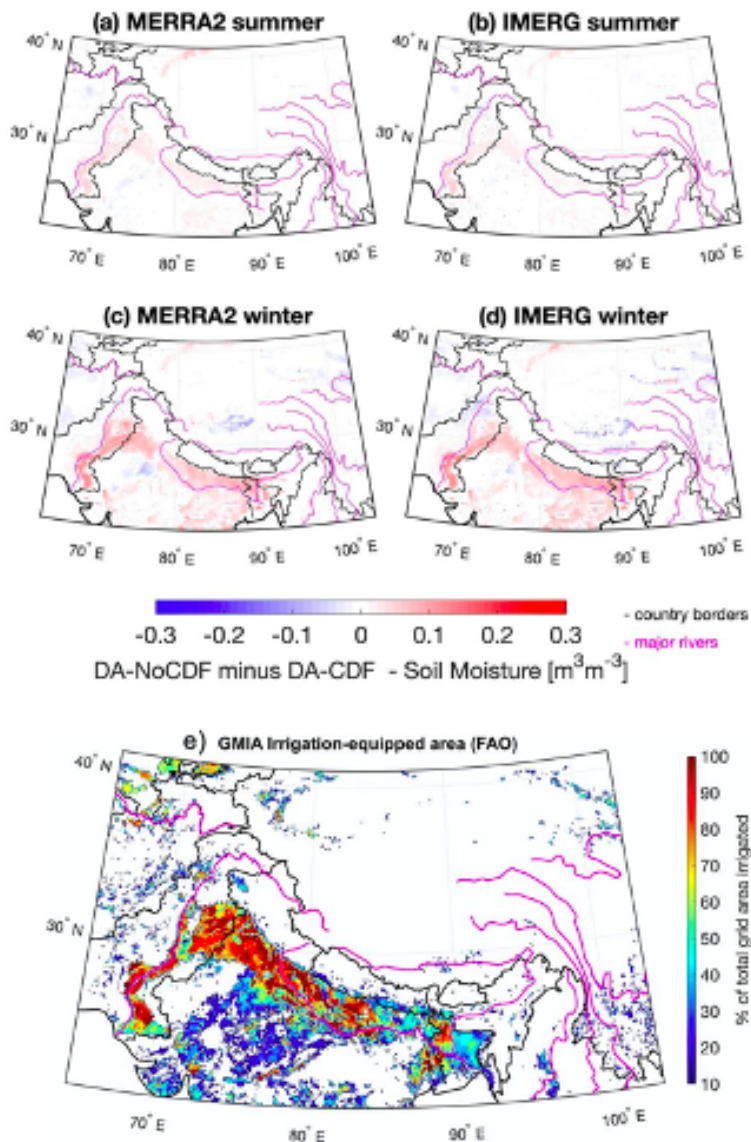 (a) MERRA2 summer
(b) IMERG summer
40° N
30° N
70° E
80° E
90° E
100° E
40° N
30° N
70° E
80° E
90° E
100° E
(c) MERRA2 winter
(d) IMERG winter
40° N
30° N
70° E
80° E
90° E
100° E
40° N
30° N
70° E
80° E
90° E
100° E
-0.3 -0.2 -0.1 0 0.1 0.2 0.3
- country borders
- major rivers
DA-NoCDF minus DA-CDF - Soil Moisture [m³m⁻³]
e) GMIA Irrigation-equipped area (FAO)
40° N
30° N
70° E
80° E
90° E
100° E
100
90
80
70
60
50
40
30
20
10
% of total grid area irrigated